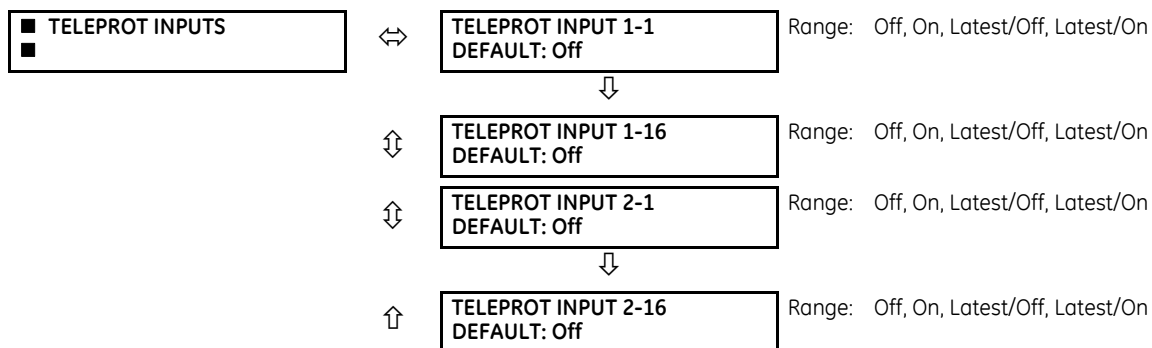 ■ TELEPROT INPUTS
■
TELEPROT INPUT 1-1
DEFAULT: Off
Range: Off, On, Latest/Off, Latest/On
TELEPROT INPUT 1-16
DEFAULT: Off
Range: Off, On, Latest/Off, Latest/On
TELEPROT INPUT 2-1
DEFAULT: Off
Range: Off, On, Latest/Off, Latest/On
TELEPROT INPUT 2-16
DEFAULT: Off
Range: Off, On, Latest/Off, Latest/On